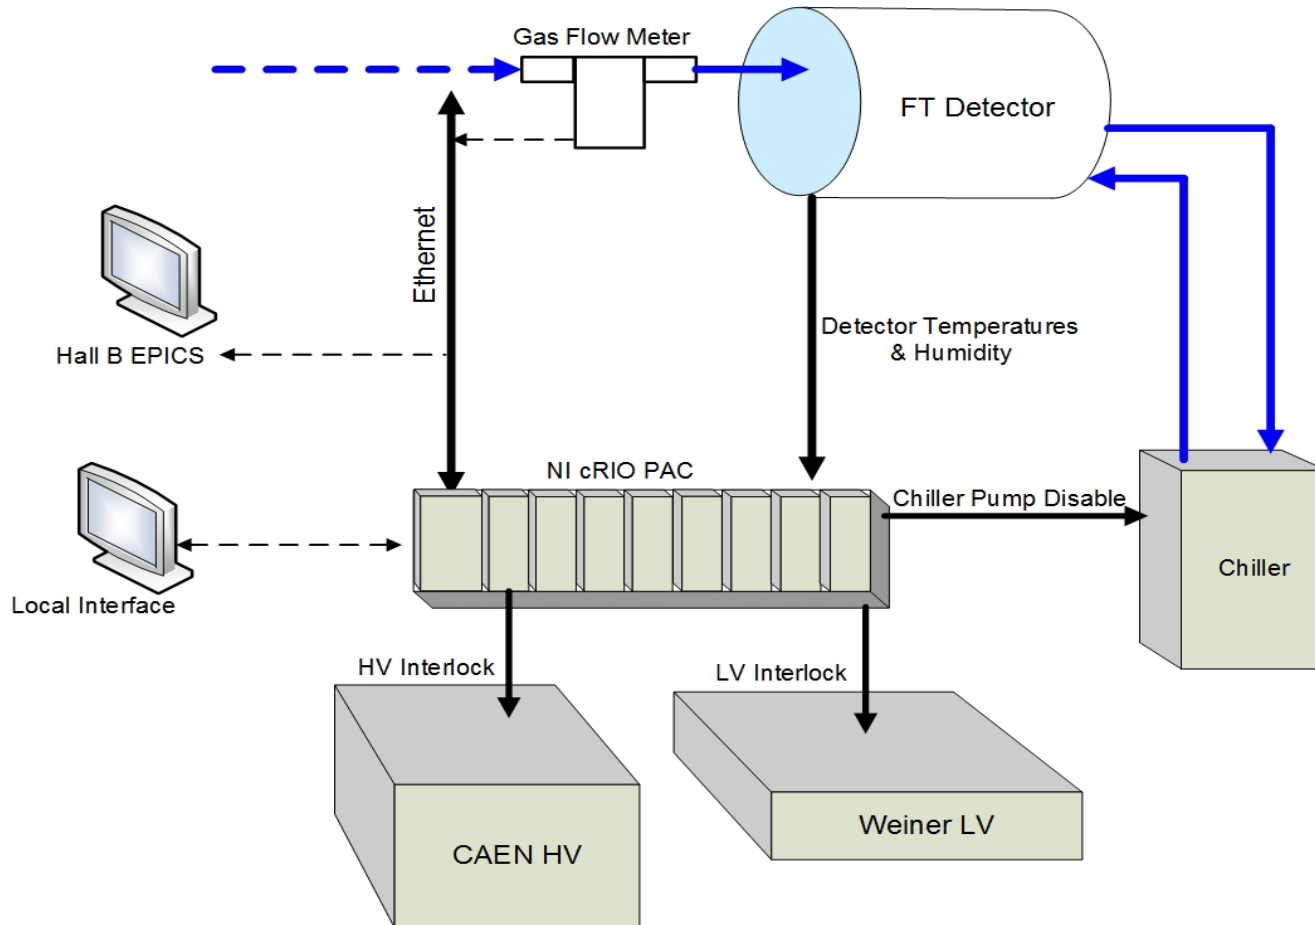 Gas Flow Meter
FT Detector
Ethernet
Detector Temperatures
& Humidity
Hall B EPICS
NI cRIO PAC
Chiller Pump Disable
Chiller
Local Interface
HV Interlock
LV Interlock
Weiner LV
CAEN HV